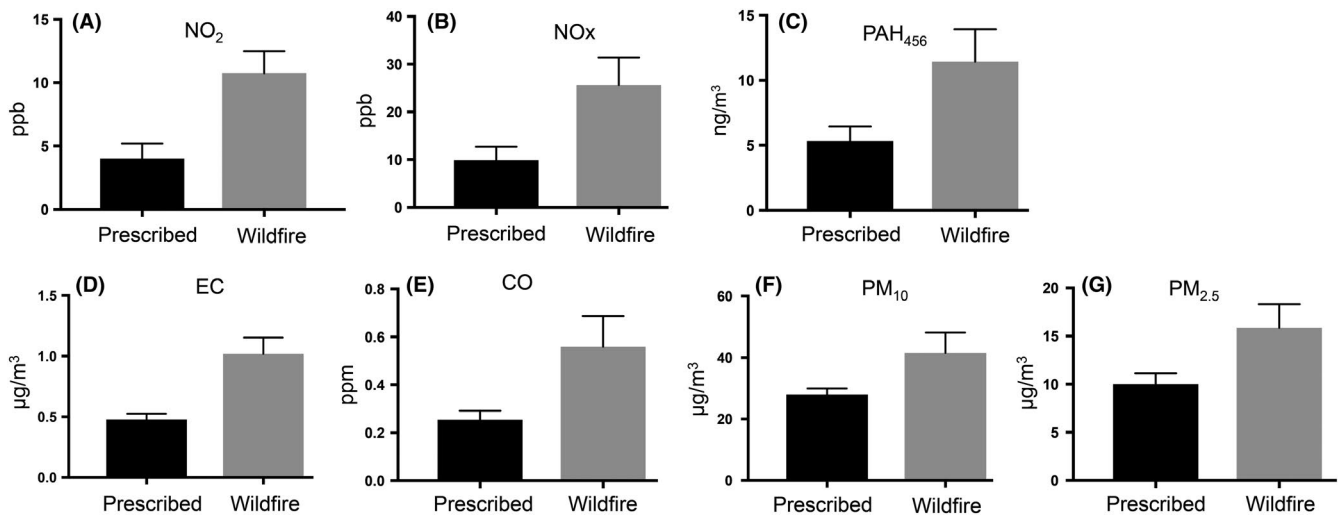 (A)
NO₂
ppb
15
10
5
0
Prescribed Wildfire
(B)
NOx
ppb
40
30
20
10
0
Prescribed Wildfire
(C)
PAH₄₅₆
ng/m³
15
10
5
0
Prescribed Wildfire
(D)
EC
µg/m³
1.5
1.0
0.5
0.0
Prescribed Wildfire
(E)
CO
ppm
0.8
0.6
0.4
0.2
0.0
Prescribed Wildfire
(F)
PM₁₀
µg/m³
60
40
20
0
Prescribed Wildfire
(G)
PM₂.₅
µg/m³
20
15
10
5
0
Prescribed Wildfire